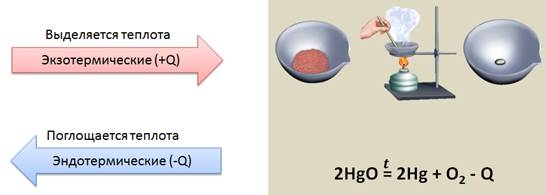 Выделяется теплота
Экзотермические (+Q)
Поглощается теплота
Эндотермические (-Q)
t
2HgO = 2Hg + O₂ - Q